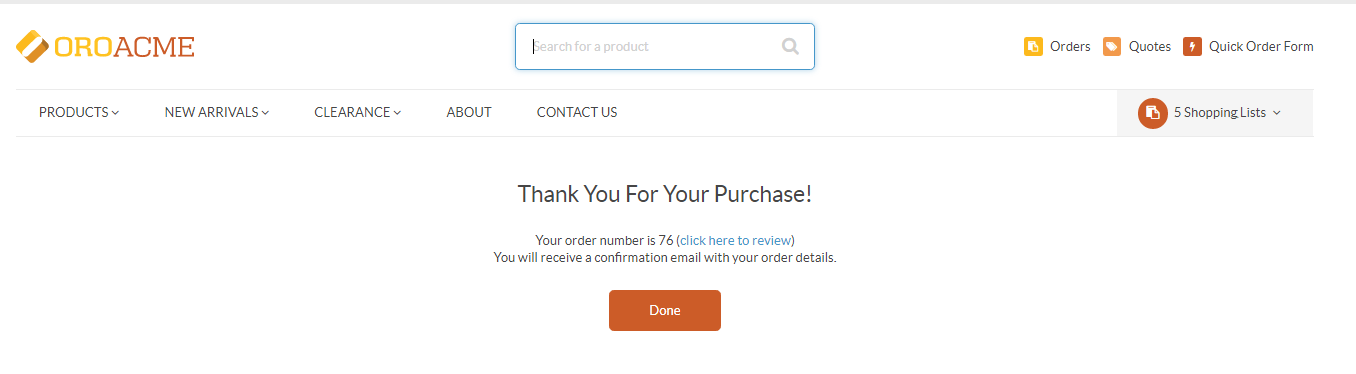 OROACME
Search for a product
Orders Quotes Quick Order Form
PRODUCTS NEW ARRIVALS CLEARANCE ABOUT CONTACT US
5 Shopping Lists
Thank You For Your Purchase!
Your order number is 76 (click here to review)
You will receive a confirmation email with your order details.
Done